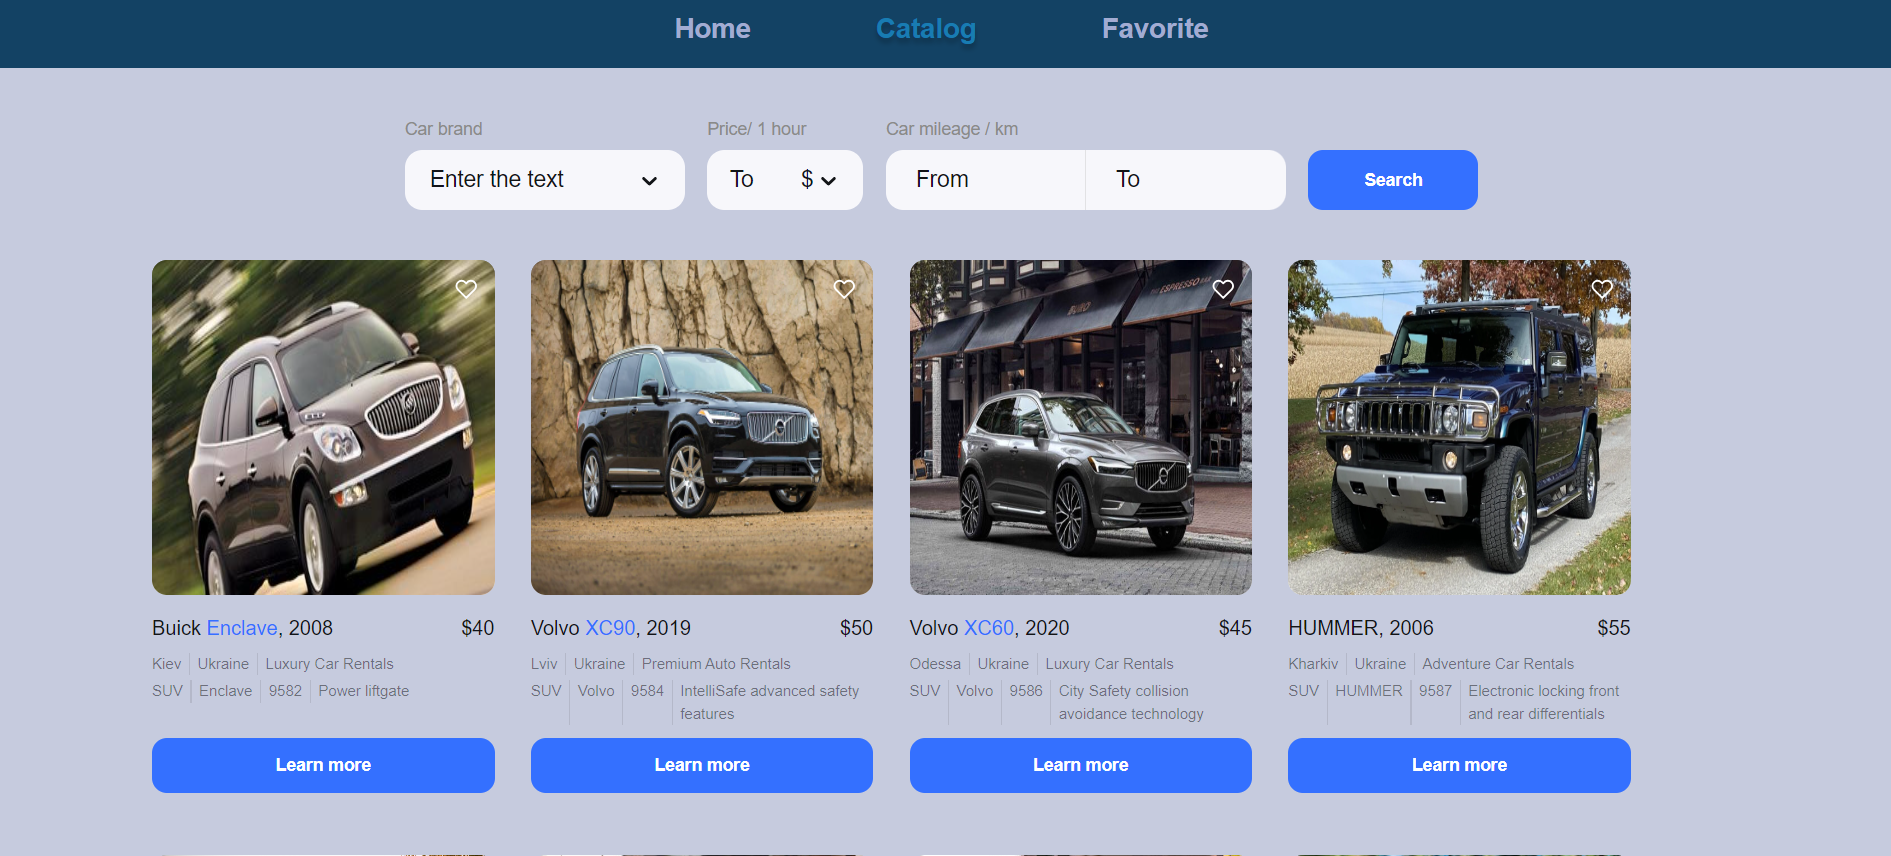 Home Catalog Favorite
Car brand Price/ 1 hour Car mileage / km
Enter the text To $ From To Search
ESPRESSO
BURO
Buick Enclave, 2008 $40
Kiev Ukraine Luxury Car Rentals
SUV Enclave 9582 Power liftgate
Learn more
Volvo XC90, 2019 $50
Lviv Ukraine Premium Auto Rentals
SUV Volvo 9584 IntelliSafe advanced safety
features
Learn more
Volvo XC60, 2020 $45
Odessa Ukraine Luxury Car Rentals
SUV Volvo 9586 City Safety collision
avoidance technology
Learn more
HUMMER, 2006 $55
Kharkiv Ukraine Adventure Car Rentals
SUV HUMMER 9587 Electronic locking front
and rear differentials
Learn more